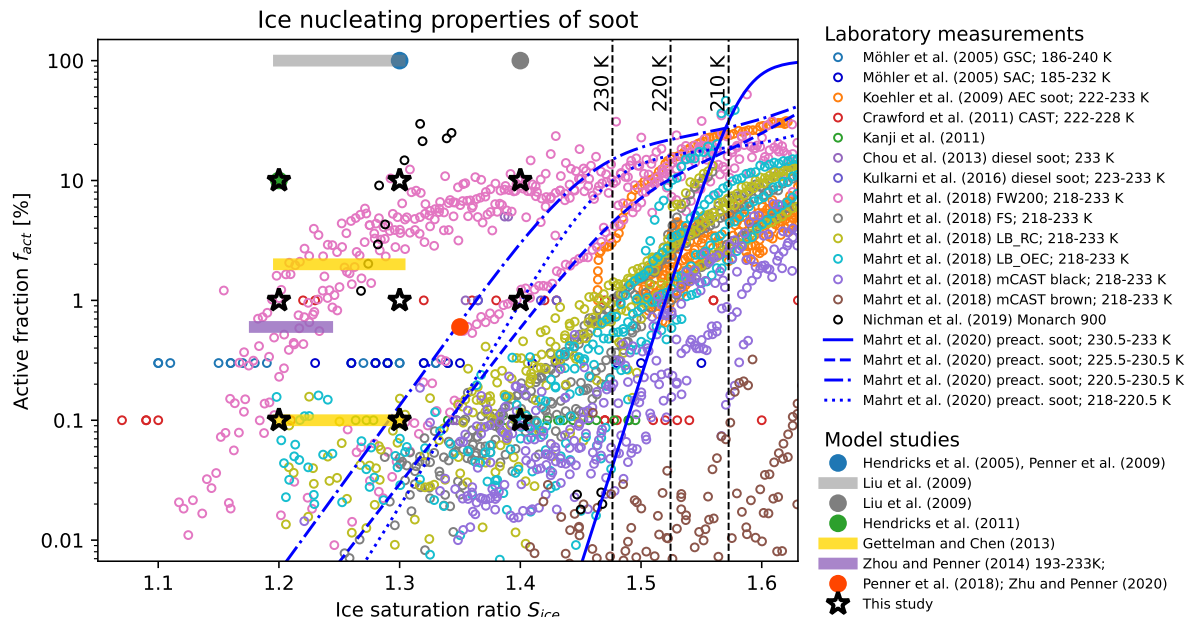 Ice nucleating properties of soot
Active fraction f_act [%]
100
10
1
0.1
0.01
230 K
220 K
210 K
1.1
1.2
1.3
1.4
1.5
1.6
Ice saturation ratio S_ice
Laboratory measurements
Möhler et al. (2005) GSC; 186-240 K
Möhler et al. (2005) SAC; 185-232 K
Koehler et al. (2009) AEC soot; 222-233 K
Crawford et al. (2011) CAST; 222-228 K
Kanji et al. (2011)
Chou et al. (2013) diesel soot; 233 K
Kulkarni et al. (2016) diesel soot; 223-233 K
Mahrt et al. (2018) FW200; 218-233 K
Mahrt et al. (2018) FS; 218-233 K
Mahrt et al. (2018) LB_RC; 218-233 K
Mahrt et al. (2018) LB_OEC; 218-233 K
Mahrt et al. (2018) mCAST black; 218-233 K
Mahrt et al. (2018) mCAST brown; 218-233 K
Nichman et al. (2019) Monarch 900
Mahrt et al. (2020) preact. soot; 230.5-233 K
Mahrt et al. (2020) preact. soot; 225.5-230.5 K
Mahrt et al. (2020) preact. soot; 220.5-230.5 K
Mahrt et al. (2020) preact. soot; 218-220.5 K
Model studies
Hendricks et al. (2005), Penner et al. (2009)
Liu et al. (2009)
Liu et al. (2009)
Hendricks et al. (2011)
Gettelman and Chen (2013)
Zhou and Penner (2014) 193-233K;
Penner et al. (2018); Zhu and Penner (2020)
This study